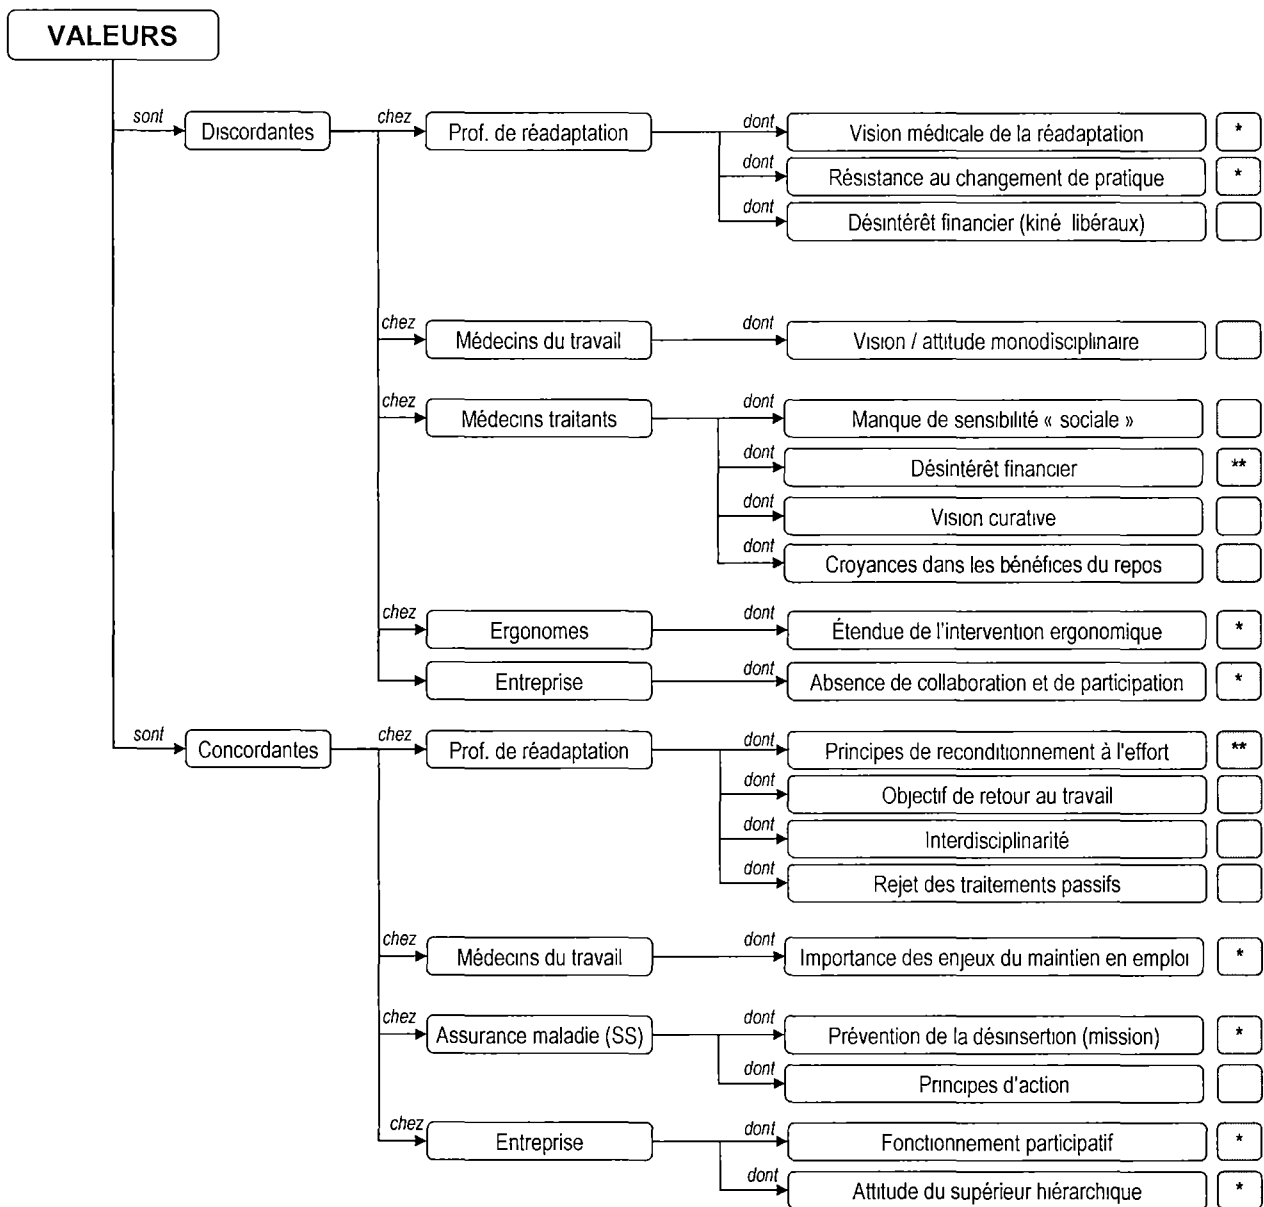 VALEURS
sont Discordantes chez Prof. de réadaptation dont Vision médicale de la réadaptation *
dont Résistance au changement de pratique *
dont Désintérêt financier (kiné libéraux)
chez Médecins du travail dont Vision / attitude monodisciplinaire
chez Médecins traitants dont Manque de sensibilité « sociale »
dont Désintérêt financier **
dont Vision curative
dont Croyances dans les bénéfices du repos
chez Ergonomes dont Étendue de l'intervention ergonomique *
Entreprise dont Absence de collaboration et de participation *
sont Concordantes chez Prof. de réadaptation dont Principes de reconditionnement à l'effort **
dont Objectif de retour au travail
dont Interdisciplinarité
dont Rejet des traitements passifs
chez Médecins du travail dont Importance des enjeux du maintien en emploi *
chez Assurance maladie (SS) dont Prévention de la désinsertion (mission) *
dont Principes d'action
chez Entreprise dont Fonctionnement participatif *
dont Attitude du supérieur hiérarchique *